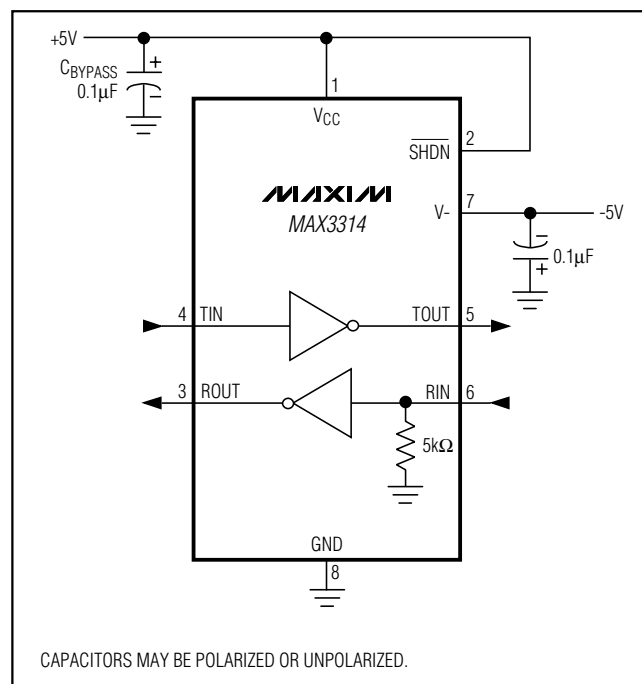 +5V
CBYPASS
0.1µF
+
−
1
VCC
2
SHDN
MAXIM
MAX3314
V-
7
-5V
−
+
0.1µF
4
TIN
TOUT
5
3
ROUT
RIN
6
5kΩ
GND
8
CAPACITORS MAY BE POLARIZED OR UNPOLARIZED.